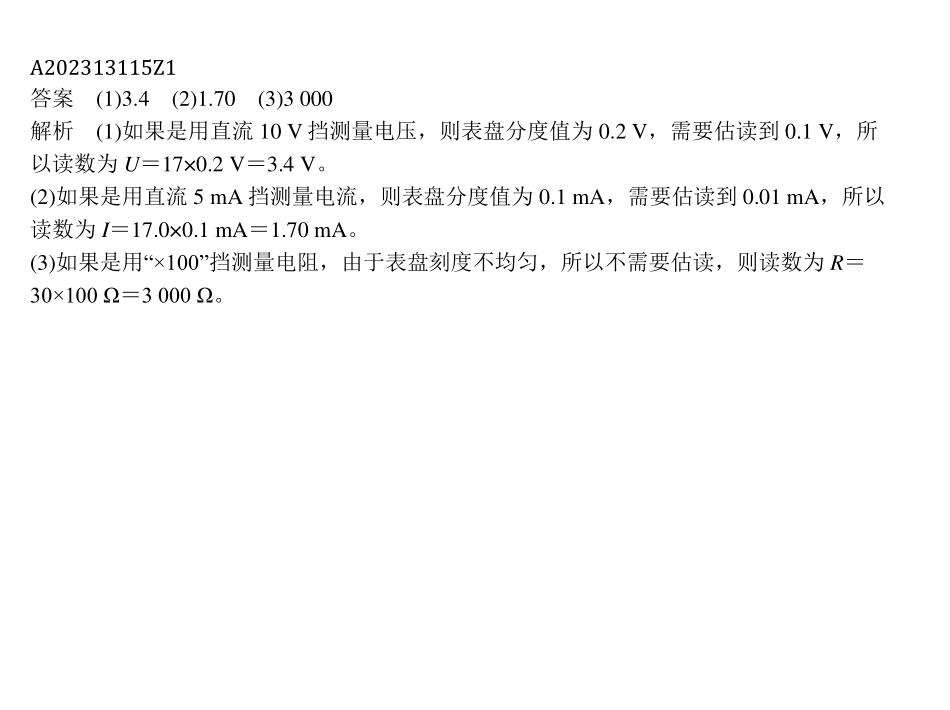 A202313115Z1
答案　(1)3.4　(2)1.70　(3)3 000
解析　(1)如果是用直流 10 V 挡测量电压，则表盘分度值为 0.2 V，需要估读到 0.1 V，所
以读数为 U＝17×0.2 V＝3.4 V。
(2)如果是用直流 5 mA 挡测量电流，则表盘分度值为 0.1 mA，需要估读到 0.01 mA，所以
读数为 I＝17.0×0.1 mA＝1.70 mA。
(3)如果是用“×100”挡测量电阻，由于表盘刻度不均匀，所以不需要估读，则读数为 R＝
30×100 Ω＝3 000 Ω。